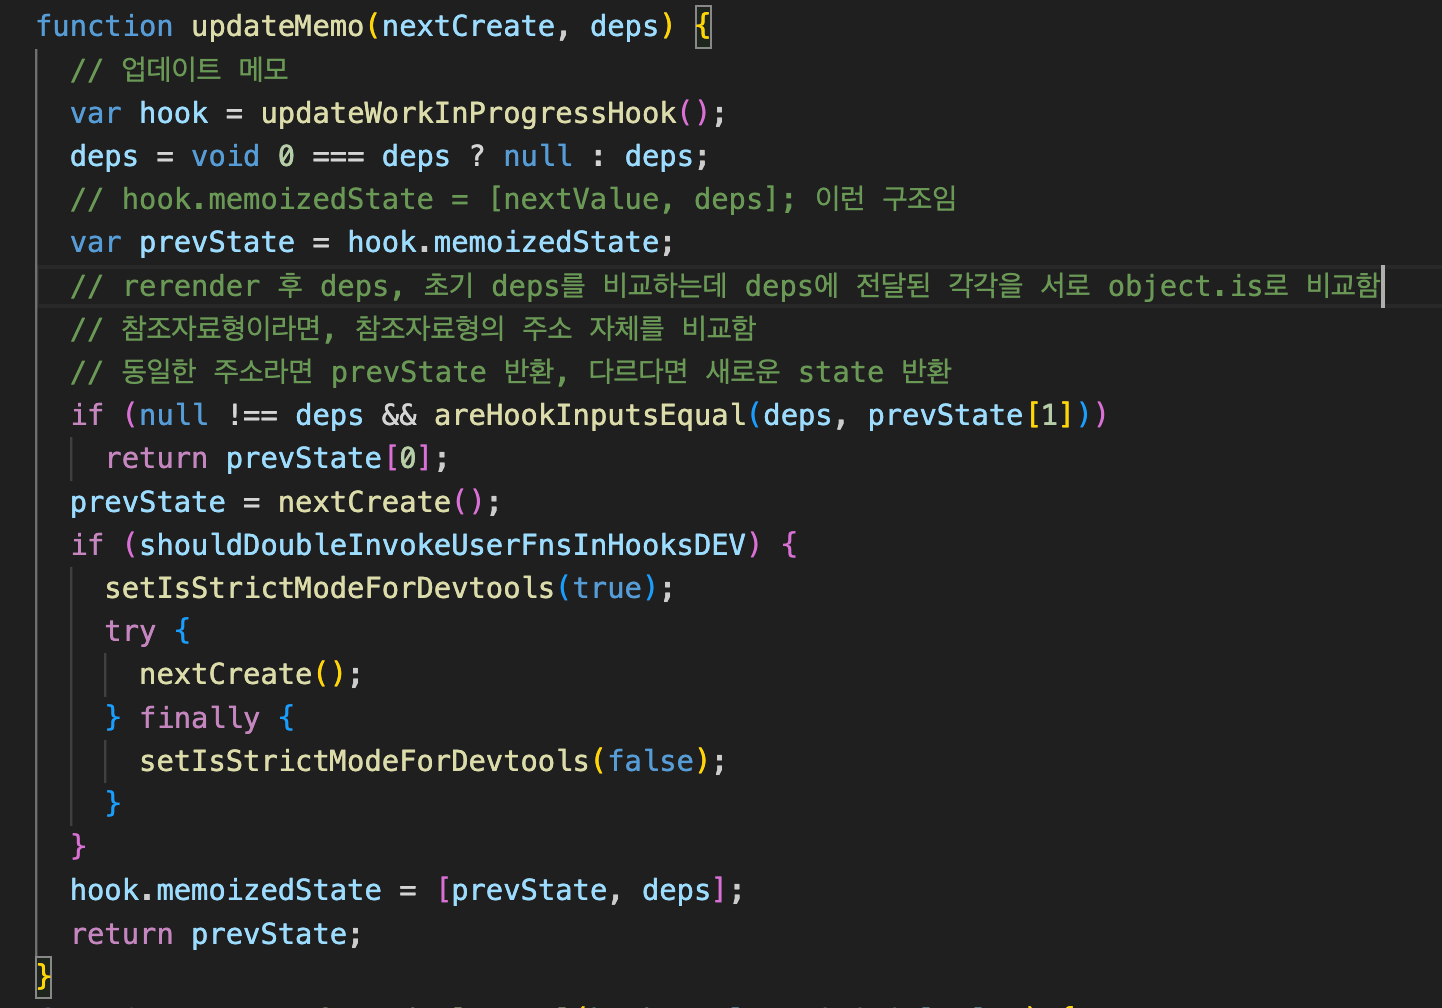 function updateMemo(nextCreate, deps) {
  // 업데이트 메모
  var hook = updateWorkInProgressHook();
  deps = void 0 === deps ? null : deps;
  // hook.memoizedState = [nextValue, deps]; 이런 구조임
  var prevState = hook.memoizedState;
  // rerender 후 deps, 초기 deps를 비교하는데 deps에 전달된 각각을 서로 object.is로 비교함
  // 참조자료형이라면, 참조자료형의 주소 자체를 비교함
  // 동일한 주소라면 prevState 반환, 다르다면 새로운 state 반환
  if (null !== deps && areHookInputsEqual(deps, prevState[1]))
    return prevState[0];
  prevState = nextCreate();
  if (shouldDoubleInvokeUserFnsInHooksDEV) {
    setIsStrictModeForDevtools(true);
    try {
      nextCreate();
    } finally {
      setIsStrictModeForDevtools(false);
    }
  }
  hook.memoizedState = [prevState, deps];
  return prevState;
}